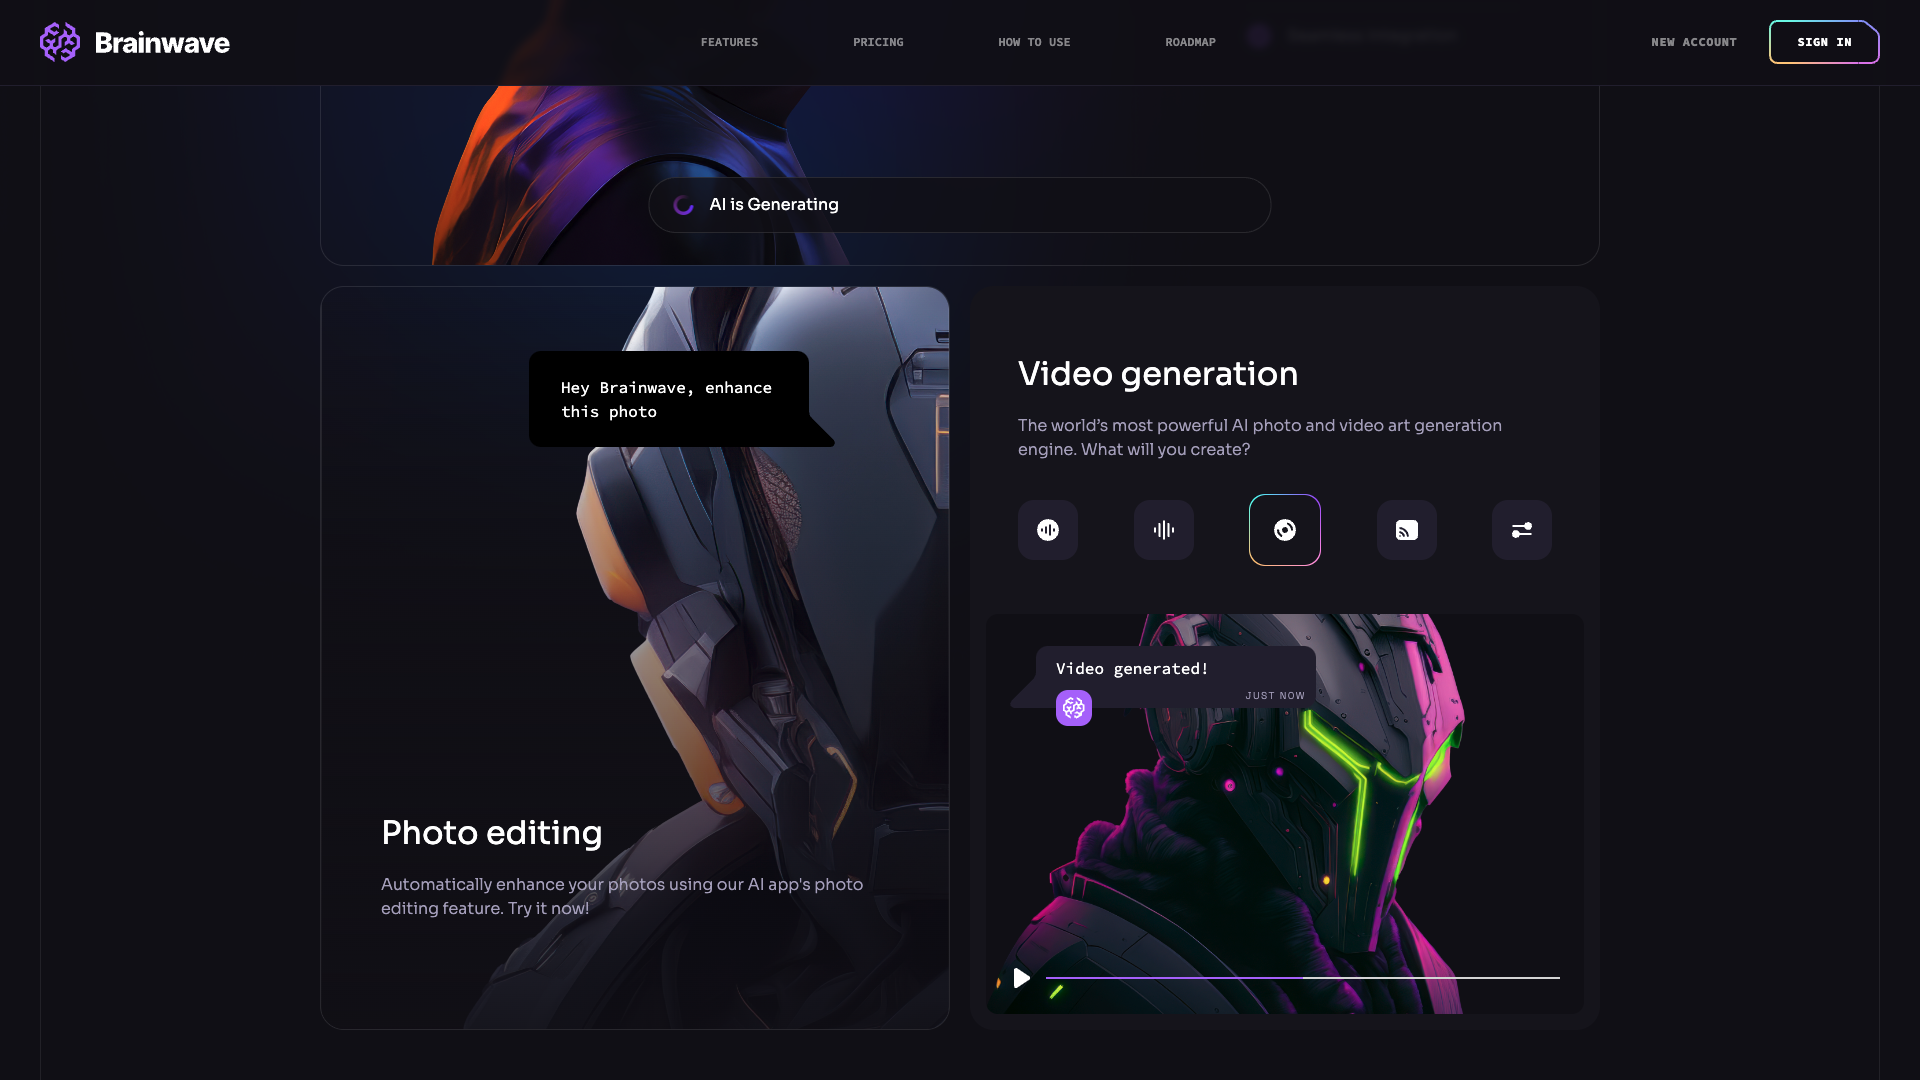 Brainwave
FEATURES
PRICING
HOW TO USE
ROADMAP
NEW ACCOUNT
SIGN IN
AI is Generating
Hey Brainwave, enhance
this photo
Photo editing
Automatically enhance your photos using our AI app's photo
editing feature. Try it now!
Video generation
The world’s most powerful AI photo and video art generation
engine. What will you create?
Video generated!
JUST NOW